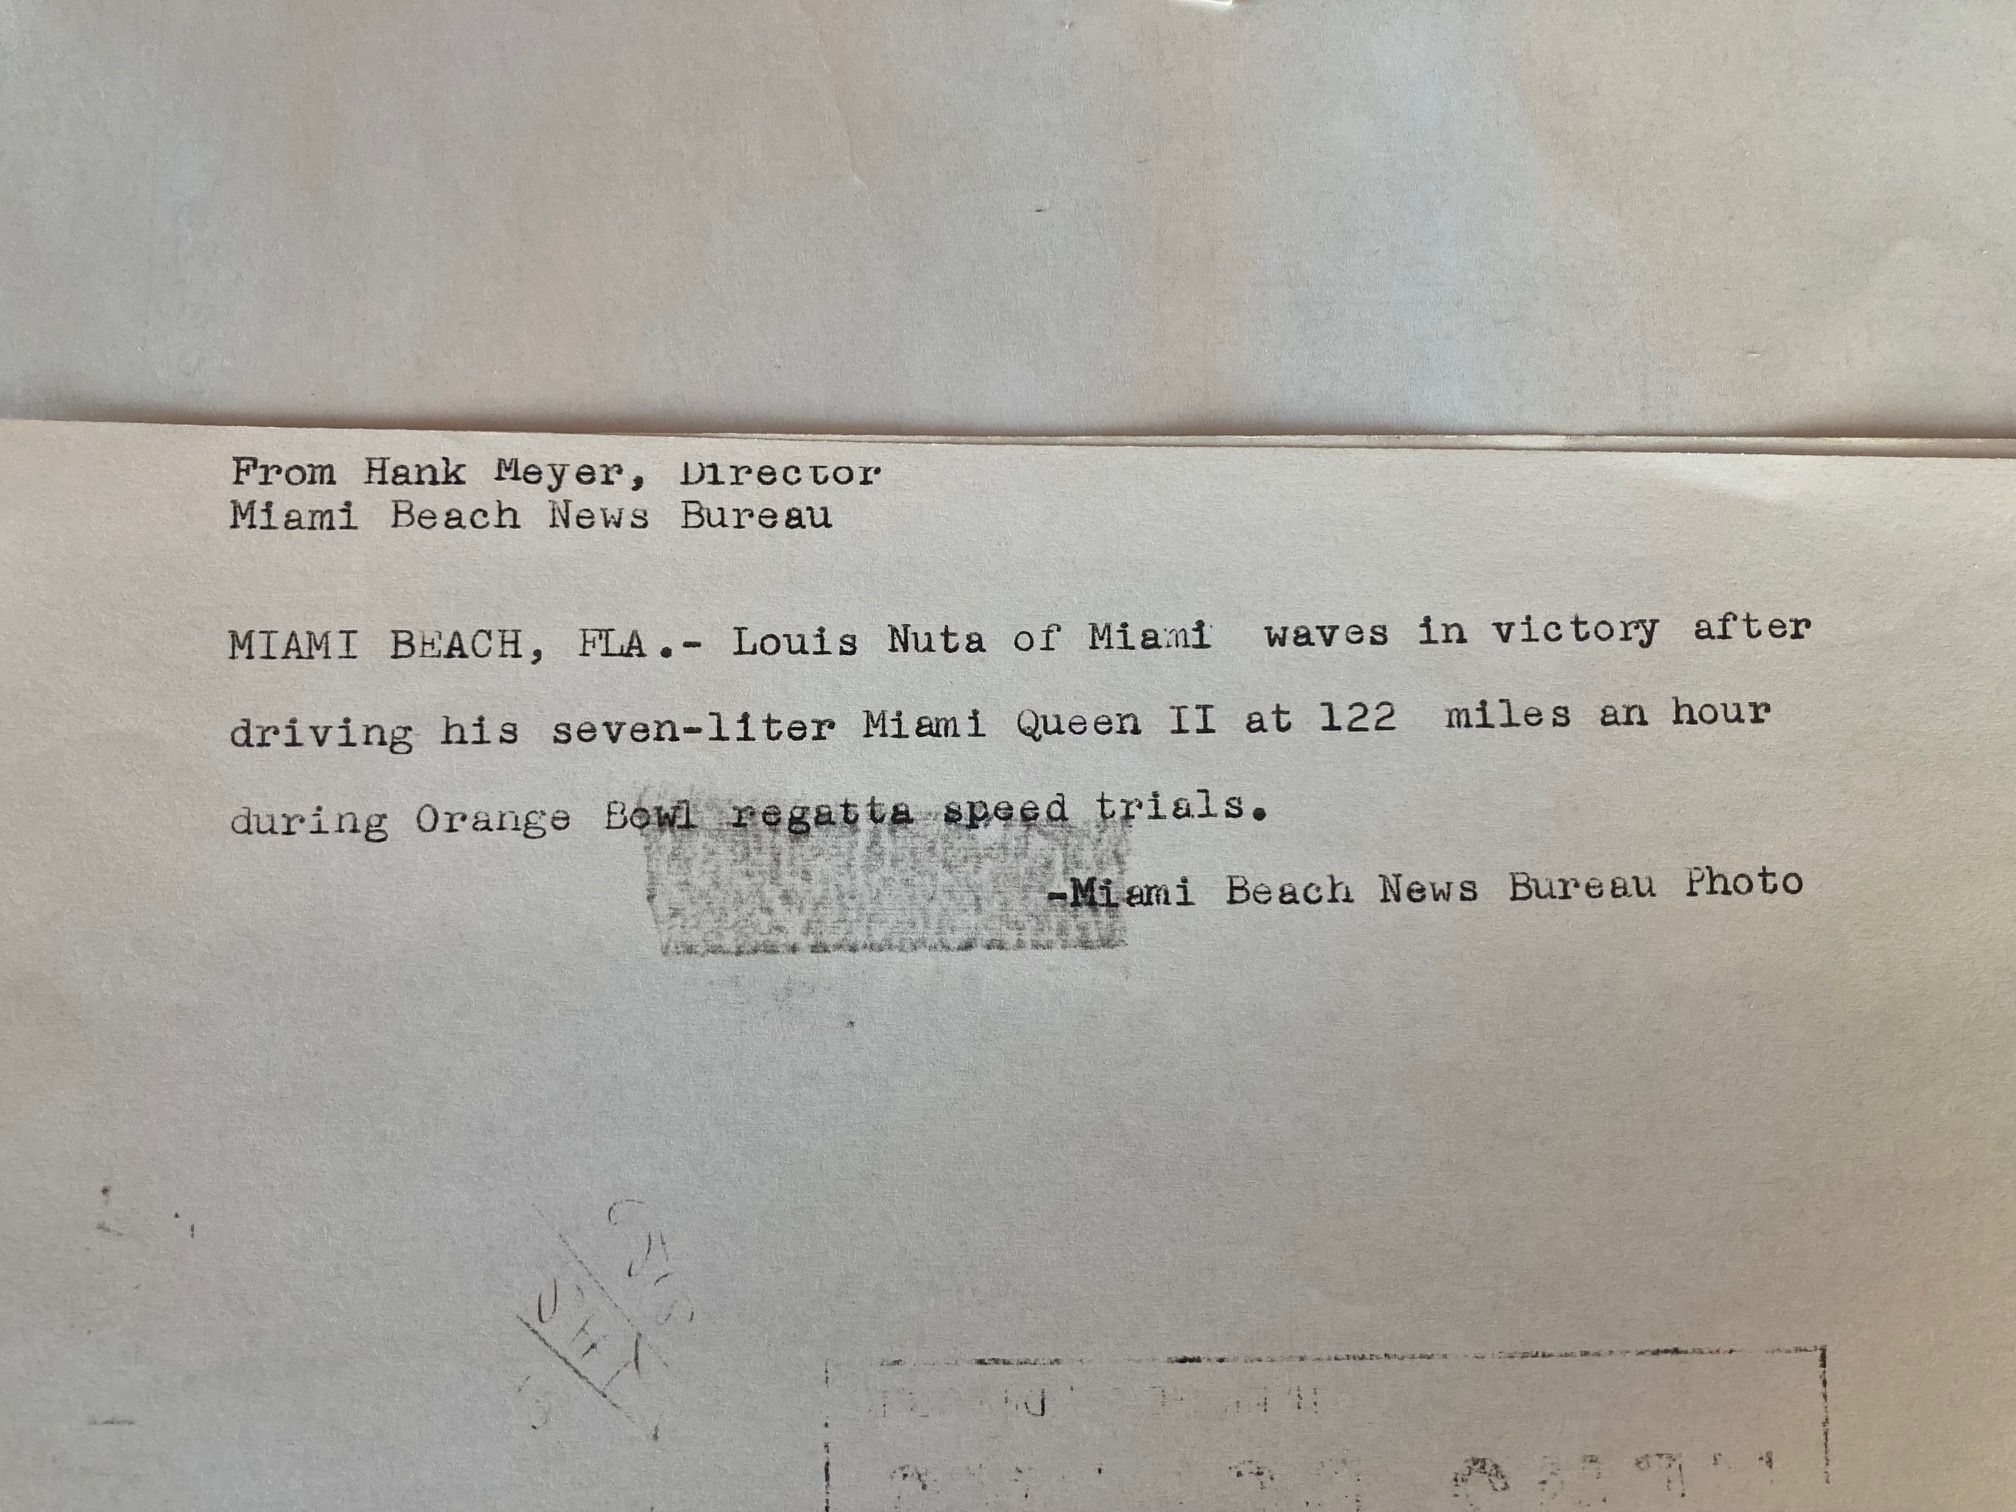 From Hank Meyer, Director
Miami Beach News Bureau
MIAMI BEACH, FLA.- Louis Nuta of Miami waves in victory after
driving his seven-liter Miami Queen II at 122 miles an hour
during Orange Bowl regatta speed trials.
-Miami Beach News Bureau Photo